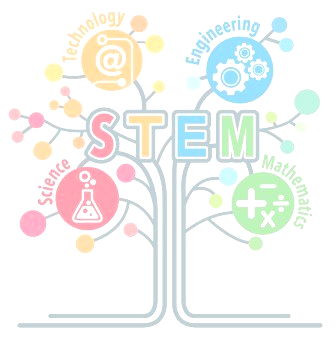 Technology
@
Engineering
STEM
Science
Mathematics